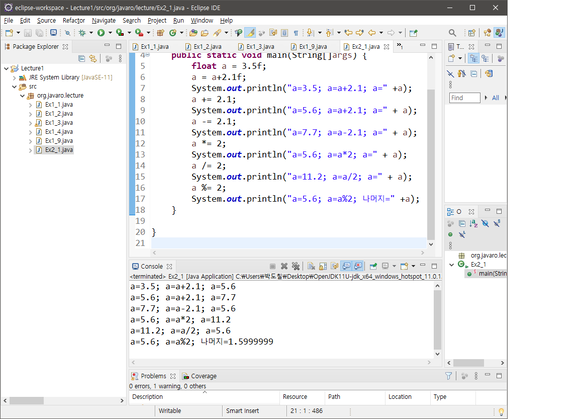 eclipse-workspace - Lecture1/src/org/javaro/lecture/Ex2_1.java - Eclipse IDE
File Edit Source Refactor Navigate Search Project Run Window Help
Package Explorer
Lecture1
JRE System Library [JavaSE-11]
src
org.javaro.lecture
Ex1_1.java
Ex1_2.java
Ex1_3.java
Ex1_4.java
Ex1_9.java
Ex2_1.java
Ex1_1.java Ex1_2.java Ex1_3.java Ex1_9.java Ex2_1.java
4 public static void main(String[]args) {
5 float a = 3.5f;
6 a = a+2.1f;
7 System.out.println("a=3.5; a=a+2.1; a=" +a);
8 a += 2.1;
9 System.out.println("a=5.6; a=a+2.1; a=" + a);
10 a -= 2.1;
11 System.out.println("a=7.7; a=a-2.1; a=" + a);
12 a *= 2;
13 System.out.println("a=5.6; a=a*2; a=" + a);
14 a /= 2;
15 System.out.println("a=11.2; a=a/2; a=" + a);
16 a %= 2;
17 System.out.println("a=5.6; a=a%2; 나머지=" +a);
18 }
19
20 }
21
Find All
org.javaro.lec
Ex2_1
main(Strin
Console
<terminated> Ex2_1 [Java Application] C:₩Users₩박도필₩Desktop₩OpenJDK11U-jdk_x64_windows_hotspot_11.0.1
a=3.5; a=a+2.1; a=5.6
a=5.6; a=a+2.1; a=7.7
a=7.7; a=a-2.1; a=5.6
a=5.6; a=a*2; a=11.2
a=11.2; a=a/2; a=5.6
a=5.6; a=a%2; 나머지=1.5999999
Problems Coverage
0 errors, 1 warning, 0 others
Description Resource Path Location Type
Writable Smart Insert 21 : 1 : 486